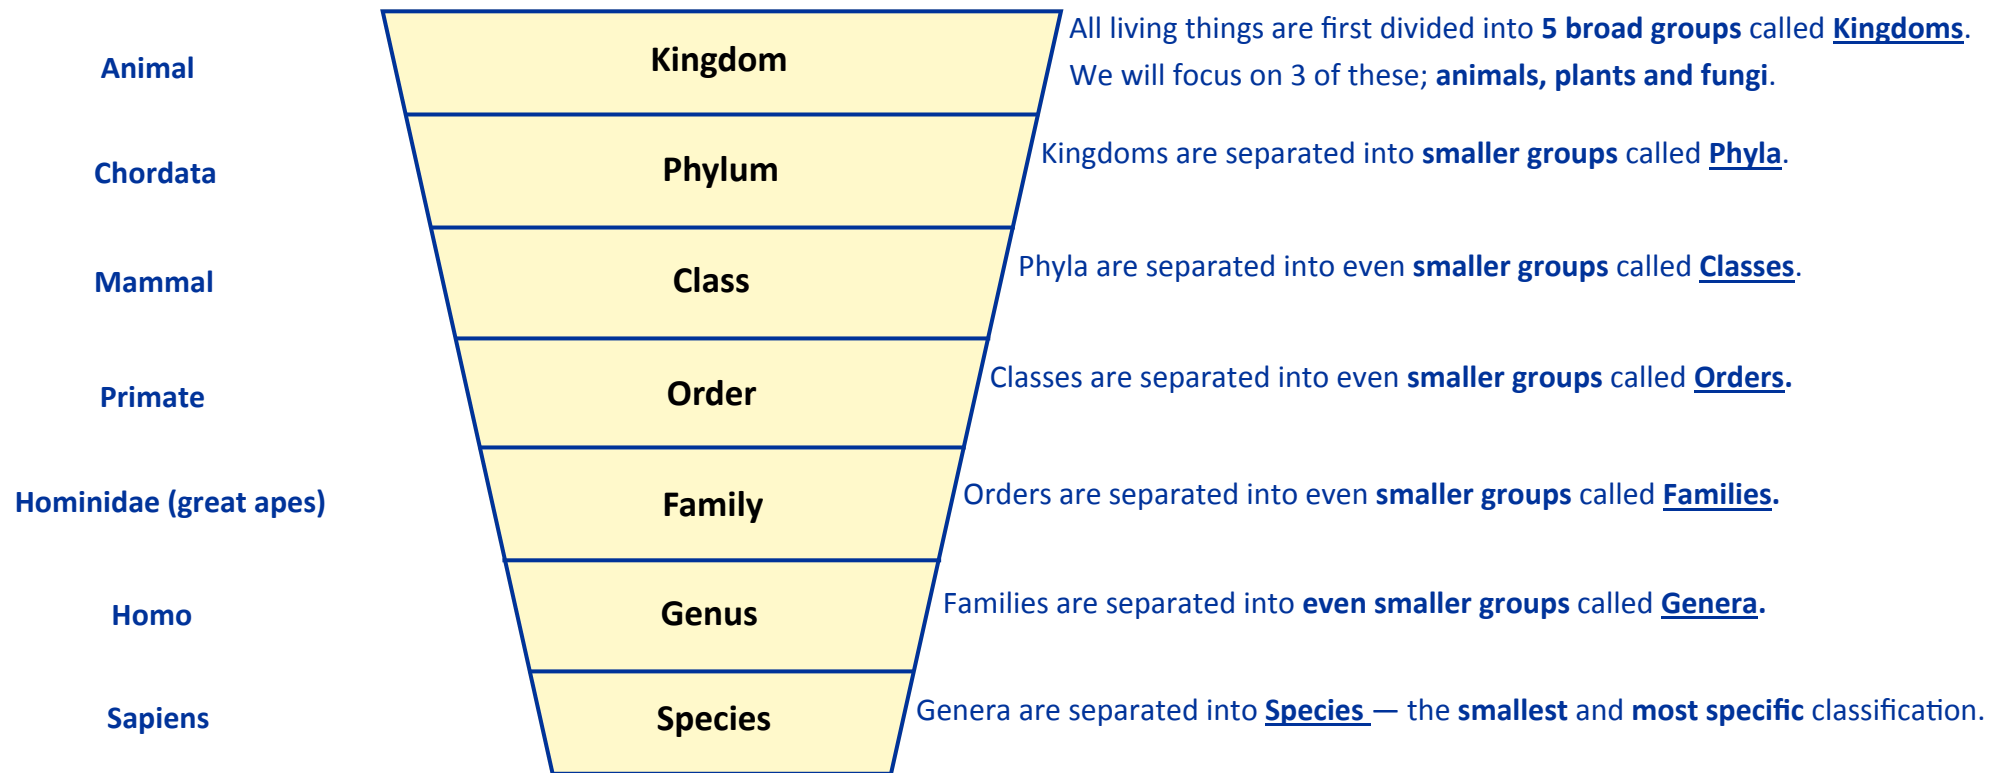 Animal
Kingdom
All living things are first divided into 5 broad groups called Kingdoms.
We will focus on 3 of these; animals, plants and fungi.
Chordata
Phylum
Kingdoms are separated into smaller groups called Phyla.
Mammal
Class
Phyla are separated into even smaller groups called Classes.
Primate
Order
Classes are separated into even smaller groups called Orders.
Hominidae (great apes)
Family
Orders are separated into even smaller groups called Families.
Homo
Genus
Families are separated into even smaller groups called Genera.
Sapiens
Species
Genera are separated into Species — the smallest and most specific classification.